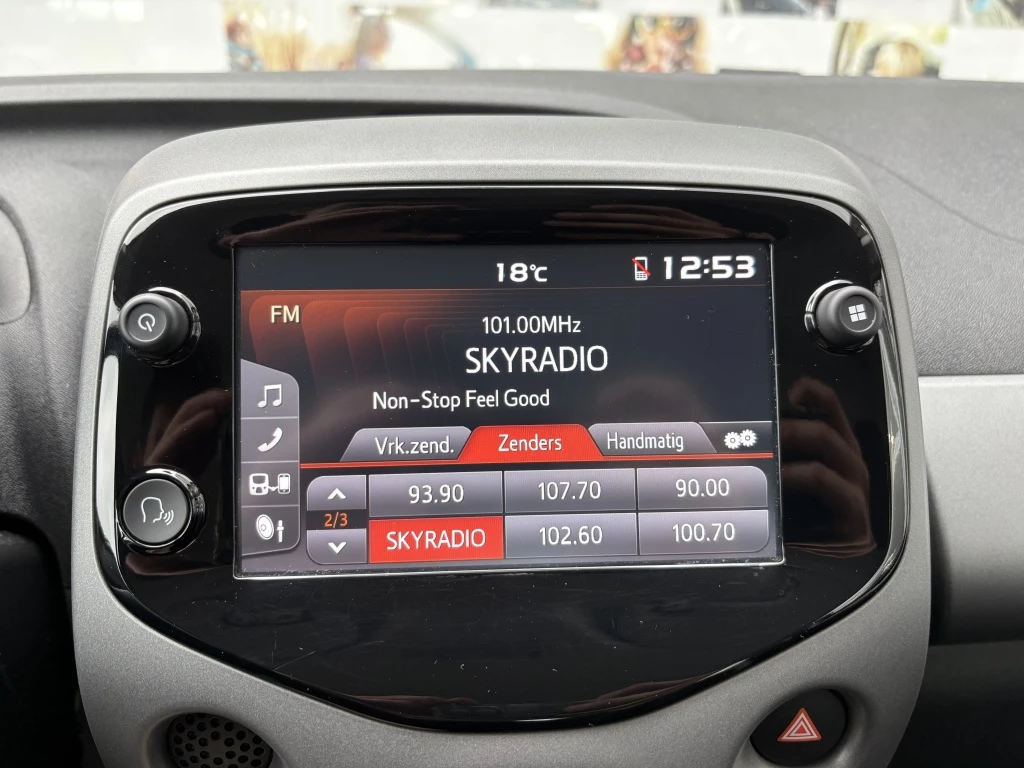 18°C
12:53
FM
101.00MHz
SKYRADIO
Non-Stop Feel Good
Vrk.zend. Zenders Handmatig
2/3
93.90 107.70 90.00
SKYRADIO 102.60 100.70